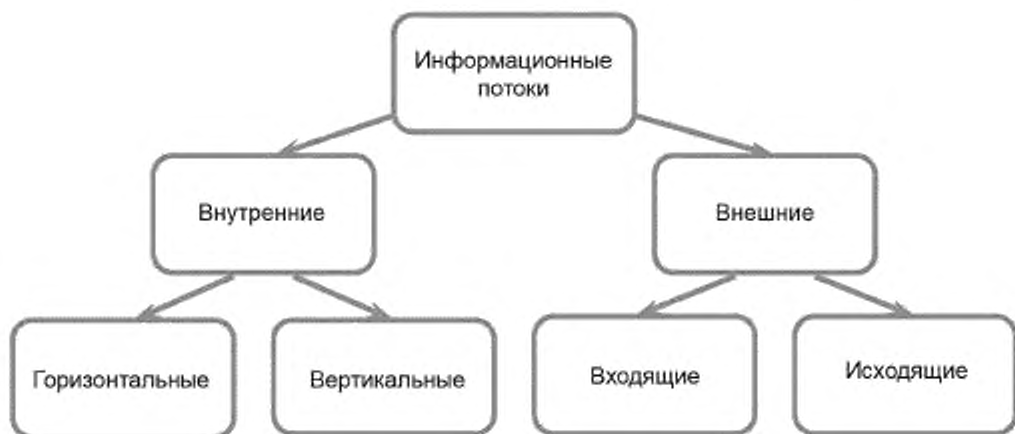 Информационные
потоки
Внутренние
Внешние
Горизонтальные
Вертикальные
Входящие
Исходящие